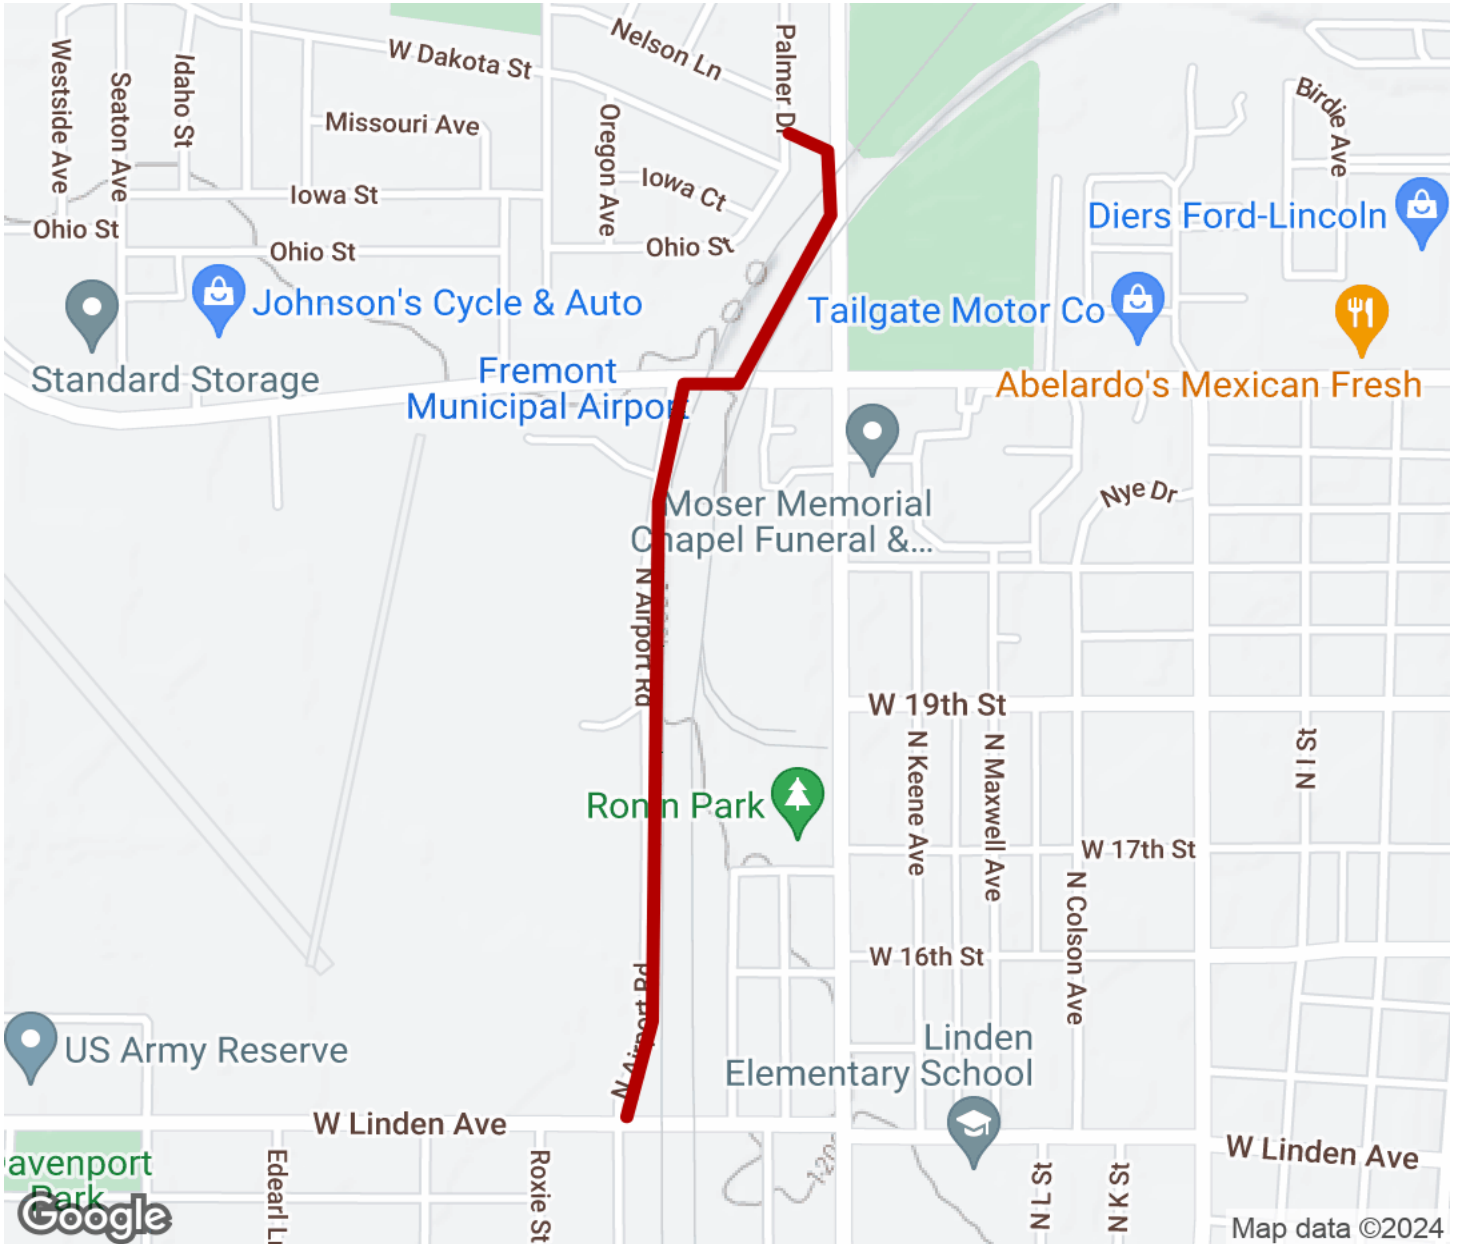 Nelson Ln
Palmer Dr
W Dakota St
Westside Ave
Seaton Ave
Idaho St
Missouri Ave
Oregon Ave
Birdie Ave
Iowa St
Iowa Ct
Ohio St
Ohio St
Ohio St
Diers Ford-Lincoln
Johnson's Cycle & Auto
Tailgate Motor Co
Standard Storage
Fremont
Municipal Airport
Abelardo's Mexican Fresh
Nye Dr
Moser Memorial
Chapel Funeral &...
N Airport Rd
W 19th St
N Keene Ave
N Maxwell Ave
N I St
Ronin Park
W 17th St
N Colson Ave
W 16th St
N Airport Rd
US Army Reserve
Linden
Elementary School
W Linden Ave
W Linden Ave
avenport
Park
Edearl L
Roxie St
120
N L St
N K St
Google
Map data ©2024